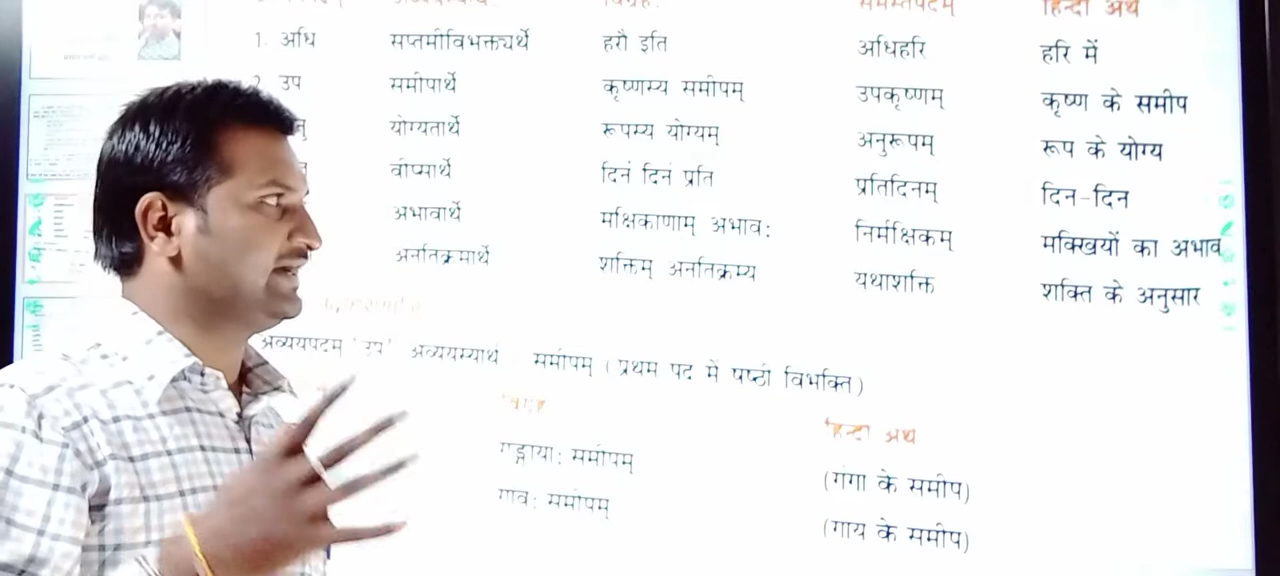 समस्तपदम् हिन्दी अर्थ
1. अधि सप्तमीविभक्त्यर्थे हरौ इति अधिहरि हरि में
2. उप समीपार्थे कृष्णस्य समीपम् उपकृष्णम् कृष्ण के समीप
योग्यतार्थे रूपस्य योग्यम् अनुरूपम् रूप के योग्य
वीप्सार्थे दिनं दिनं प्रति प्रतिदिनम् दिन-दिन
अभावार्थे मक्षिकाणाम् अभाव: निर्मक्षिकम् मक्खियों का अभाव
अनतिक्रमार्थे शक्तिम् अनतिक्रम्य यथाशक्ति शक्ति के अनुसार
अव्ययपदम् 'उप' अव्ययस्यार्थ समीपम् (प्रथम पद में षष्ठी विभक्ति)
हिन्दी अर्थ
गङ्गाया: समीपम् (गंगा के समीप)
गाव: समीपम् (गाय के समीप)